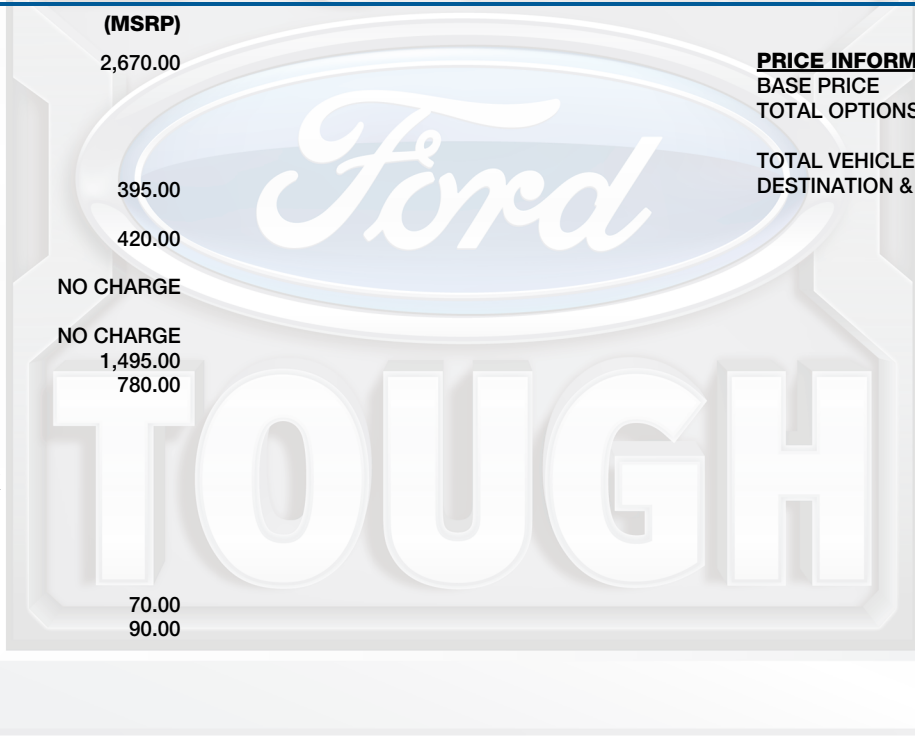 (MSRP)
2,670.00
395.00
420.00
NO CHARGE
NO CHARGE
1,495.00
780.00
70.00
90.00
PRICE INFORM
BASE PRICE
TOTAL OPTIONS
TOTAL VEHICLE
DESTINATION &
Ford
TOUGH